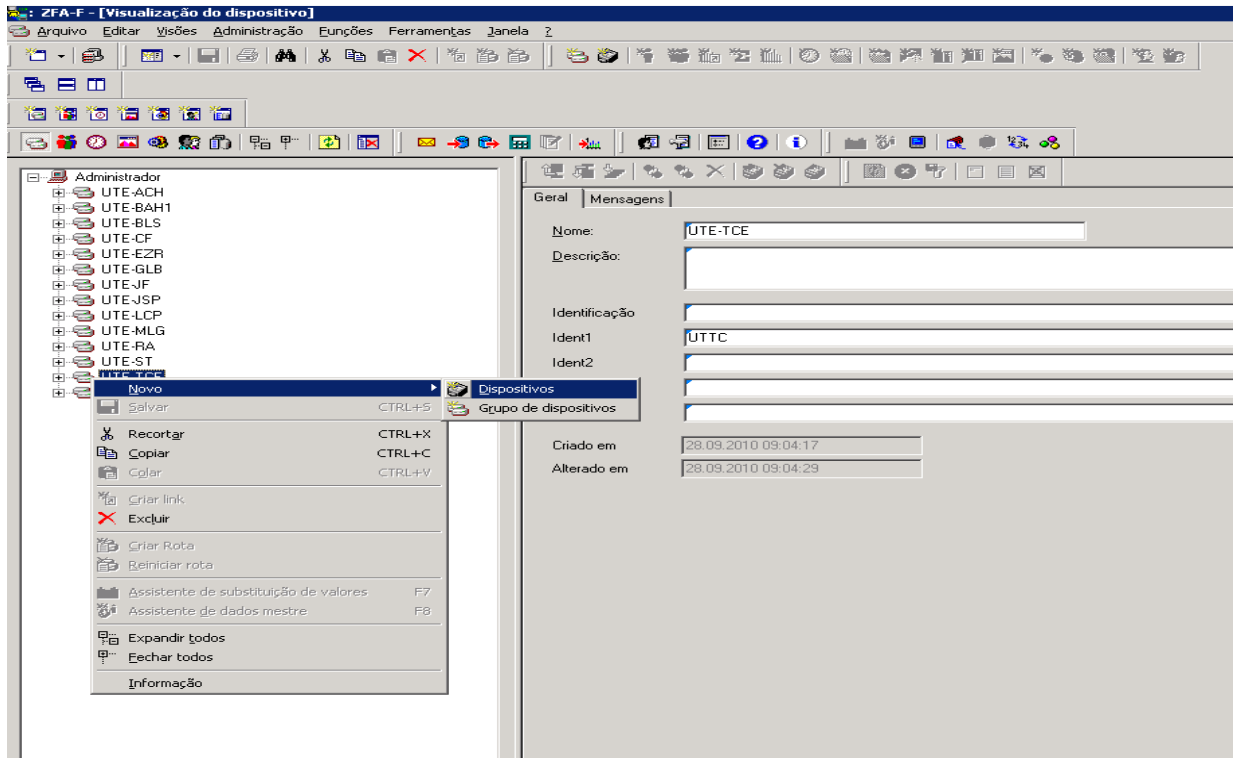 : ZFA-F - [Visualização do dispositivo]
Arquivo Editar Visões Administração Funções Ferramentas Janela ?
Administrador
UTE-ACH
UTE-BAH1
UTE-BLS
UTE-CF
UTE-EZR
UTE-GLB
UTE-JF
UTE-JSP
UTE-LCP
UTE-MLG
UTE-RA
UTE-ST
UTE-TCE
Novo
Salvar CTRL+S
Recortar CTRL+X
Copiar CTRL+C
Colar CTRL+V
Criar link
Excluir
Criar Rota
Reiniciar rota
Assistente de substituição de valores F7
Assistente de dados mestre F8
Expandir todos
Fechar todos
Informação
Dispositivos
Grupo de dispositivos
Geral Mensagens
Nome: UTE-TCE
Descrição:
Identificação
Ident1 UTTC
Ident2
Criado em 28.09.2010 09:04:17
Alterado em 28.09.2010 09:04:29